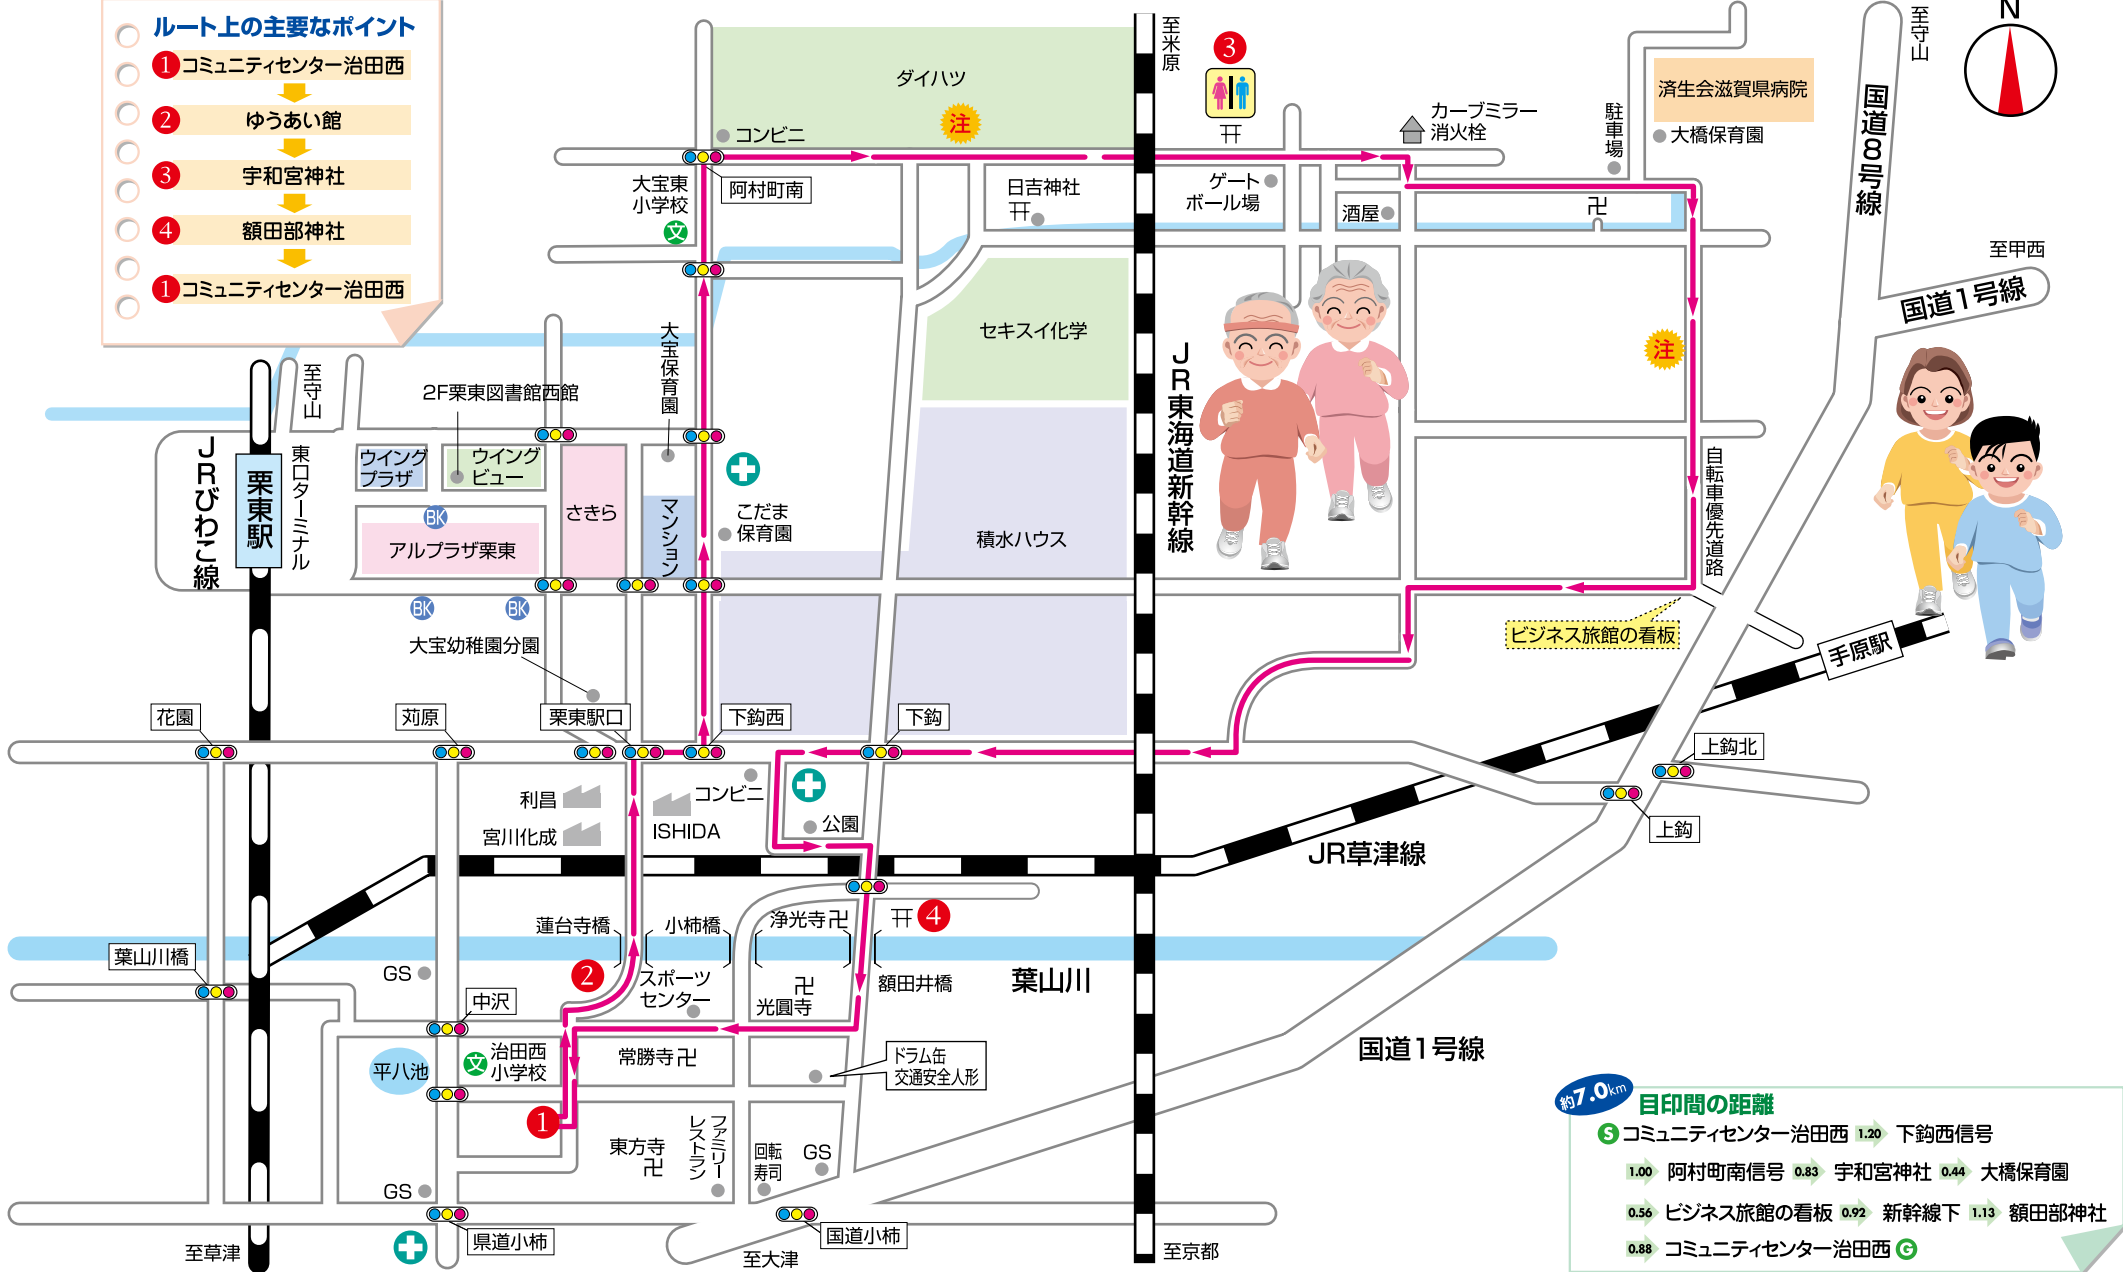 ルート上の主要なポイント
1 コミュニティセンター治田西
2 ゆうあい館
3 宇和宮神社
4 額田部神社
1 コミュニティセンター治田西
N
至守山
至米原
3
ダイハツ
注
コンビニ
カーブミラー
消火栓
駐車場
済生会滋賀県病院
大橋保育園
国道8号線
大宝東
小学校
文
阿村町南
日吉神社
ゲート
ボール場
酒屋
卍
至甲西
国道1号線
セキスイ化学
注
大宝保育園
至守山
2F栗東図書館西館
JRびわこ線
栗東駅
東口ターミナル
ウイング
プラザ
ウイング
ビュー
さきら
マンション
こだま
保育園
BK
アルプラザ栗東
積水ハウス
JR東海道新幹線
自転車優先道路
BK
BK
大宝幼稚園分園
ビジネス旅館の看板
手原駅
花園
苅原
栗東駅口
下鈎西
下鈎
上鈎北
上鈎
利昌
宮川化成
ISHIDA
コンビニ
公園
JR草津線
蓮台寺橋
小柿橋
浄光寺卍
4
葉山川橋
GS
2
スポーツ
センター
卍
光圓寺
額田井橋
葉山川
中沢
平八池
文
治田西
小学校
常勝寺卍
ドラム缶
交通安全人形
国道1号線
1
東方寺
卍
ファミリー
レストラン
回転
寿司
GS
GS
県道小柿
国道小柿
至草津
至大津
至京都
約7.0km
目印間の距離
S コミュニティセンター治田西 1.20 下鈎西信号
1.00 阿村町南信号 0.83 宇和宮神社 0.44 大橋保育園
0.56 ビジネス旅館の看板 0.92 新幹線下 1.13 額田部神社
0.88 コミュニティセンター治田西 G